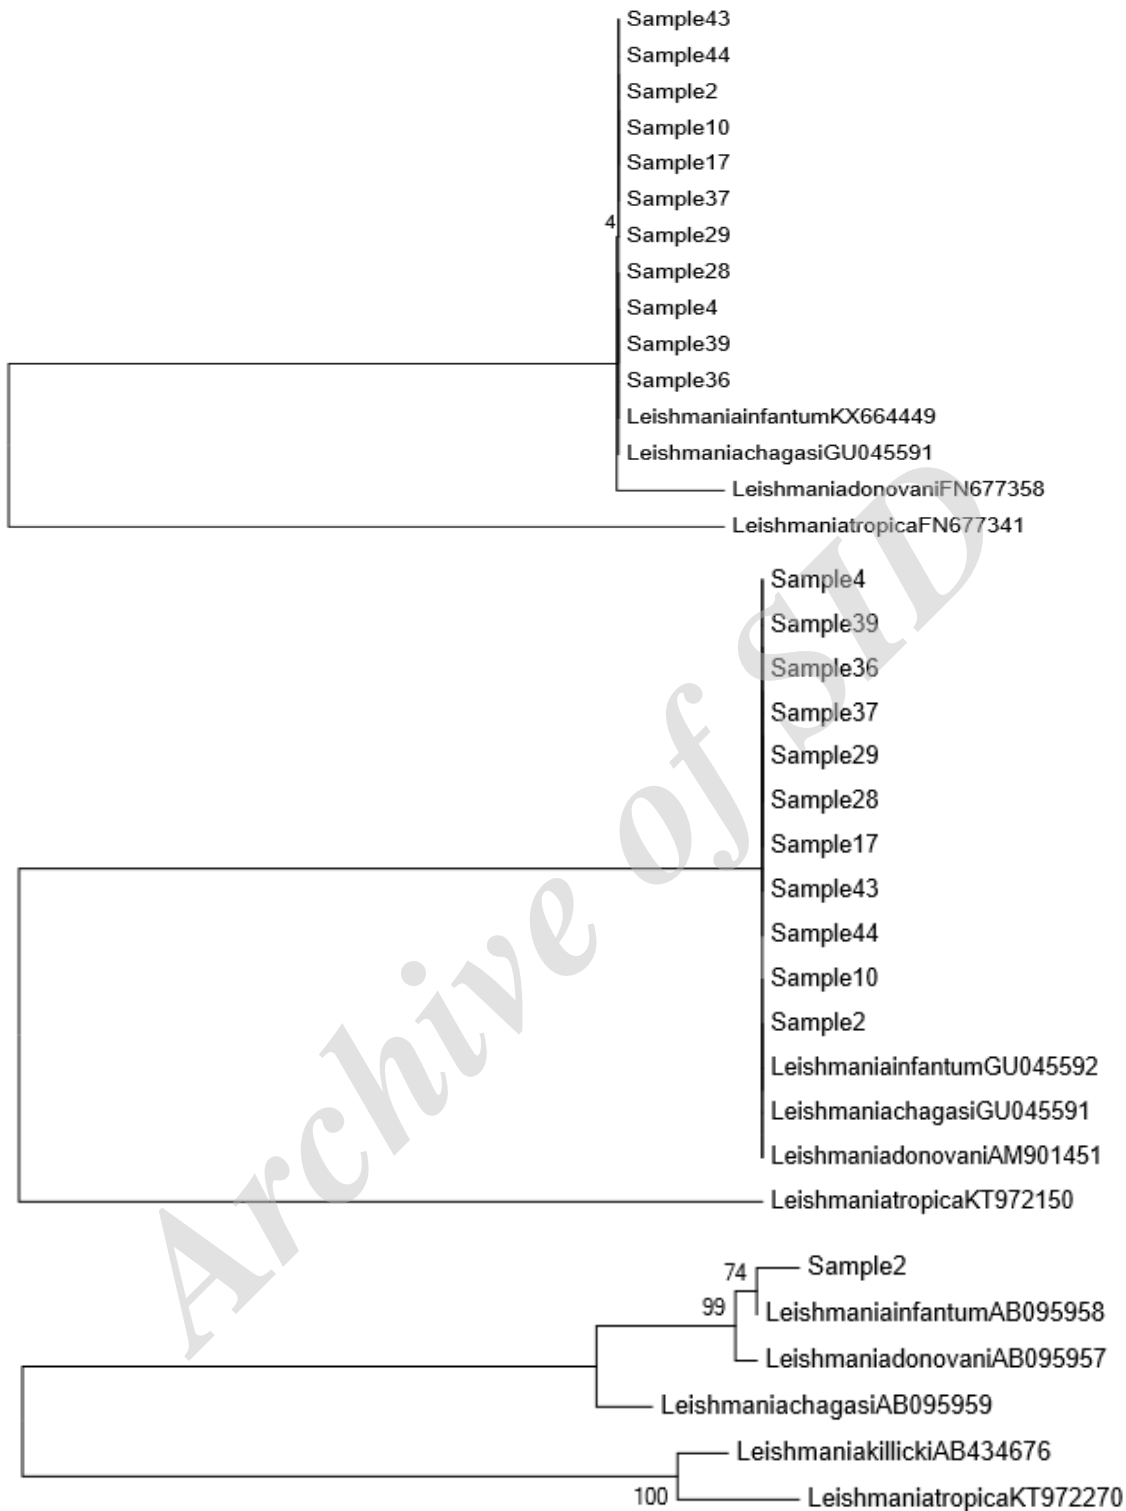 Sample43
Sample44
Sample2
Sample10
Sample17
Sample37
4
Sample29
Sample28
Sample4
Sample39
Sample36
LeishmaniainfantumKX664449
LeishmaniachagasiGU045591
LeishmaniadonovaniFN677358
LeishmaniatropicaFN677341
Sample4
Sample39
Sample36
Sample37
Sample29
Sample28
Sample17
Sample43
Sample44
Sample10
Sample2
LeishmaniainfantumGU045592
LeishmaniachagasiGU045591
LeishmaniadonovaniAM901451
LeishmaniatropicaKT972150
74
Sample2
99
LeishmaniainfantumAB095958
LeishmaniadonovaniAB095957
LeishmaniachagasiAB095959
LeishmaniakillickiAB434676
100
LeishmaniatropicaKT972270
Archive of SID